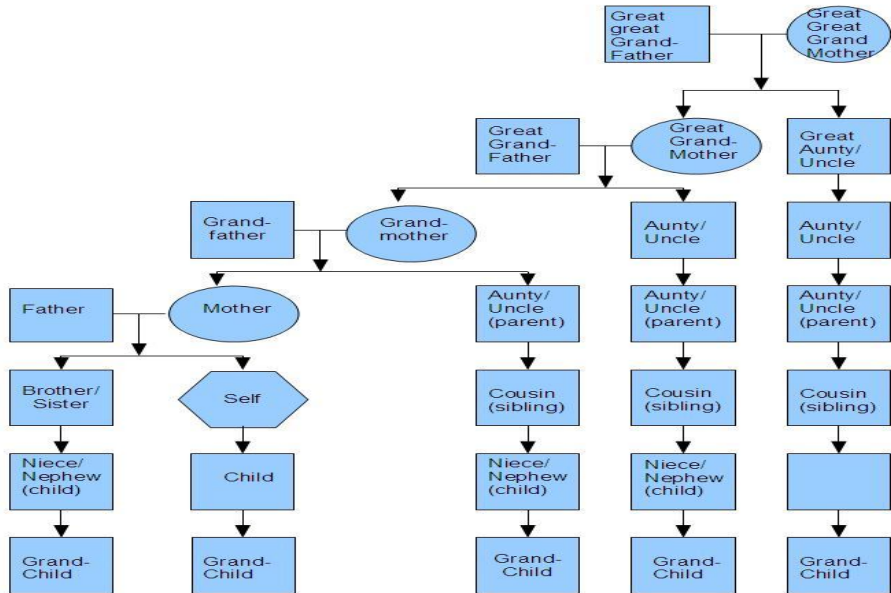 Great
great
Grand-
Father
Great
Great
Grand
Mother
Great
Grand-
Father
Great
Grand-
Mother
Great
Aunty/
Uncle
Grand-
father
Grand-
mother
Aunty/
Uncle
Aunty/
Uncle
Father
Mother
Aunty/
Uncle
(parent)
Aunty/
Uncle
(parent)
Aunty/
Uncle
(parent)
Brother/
Sister
Self
Cousin
(sibling)
Cousin
(sibling)
Cousin
(sibling)
Niece/
Nephew
(child)
Child
Niece/
Nephew
(child)
Niece/
Nephew
(child)
Grand-
Child
Grand-
Child
Grand-
Child
Grand-
Child
Grand-
Child